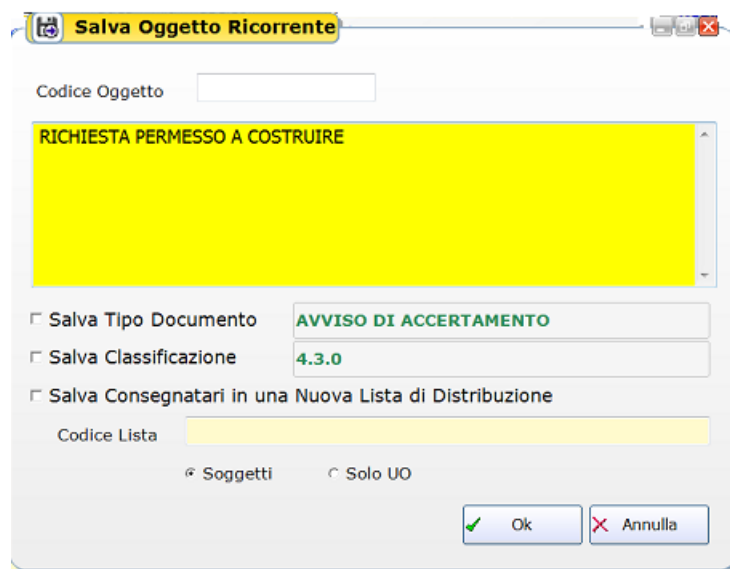 Salva Oggetto Ricorrente
Codice Oggetto
RICHIESTA PERMESSO A COSTRUIRE
Salva Tipo Documento AVVISO DI ACCERTAMENTO
Salva Classificazione 4.3.0
Salva Consegnatari in una Nuova Lista di Distribuzione
Codice Lista
Soggetti Solo UO
Ok Annulla